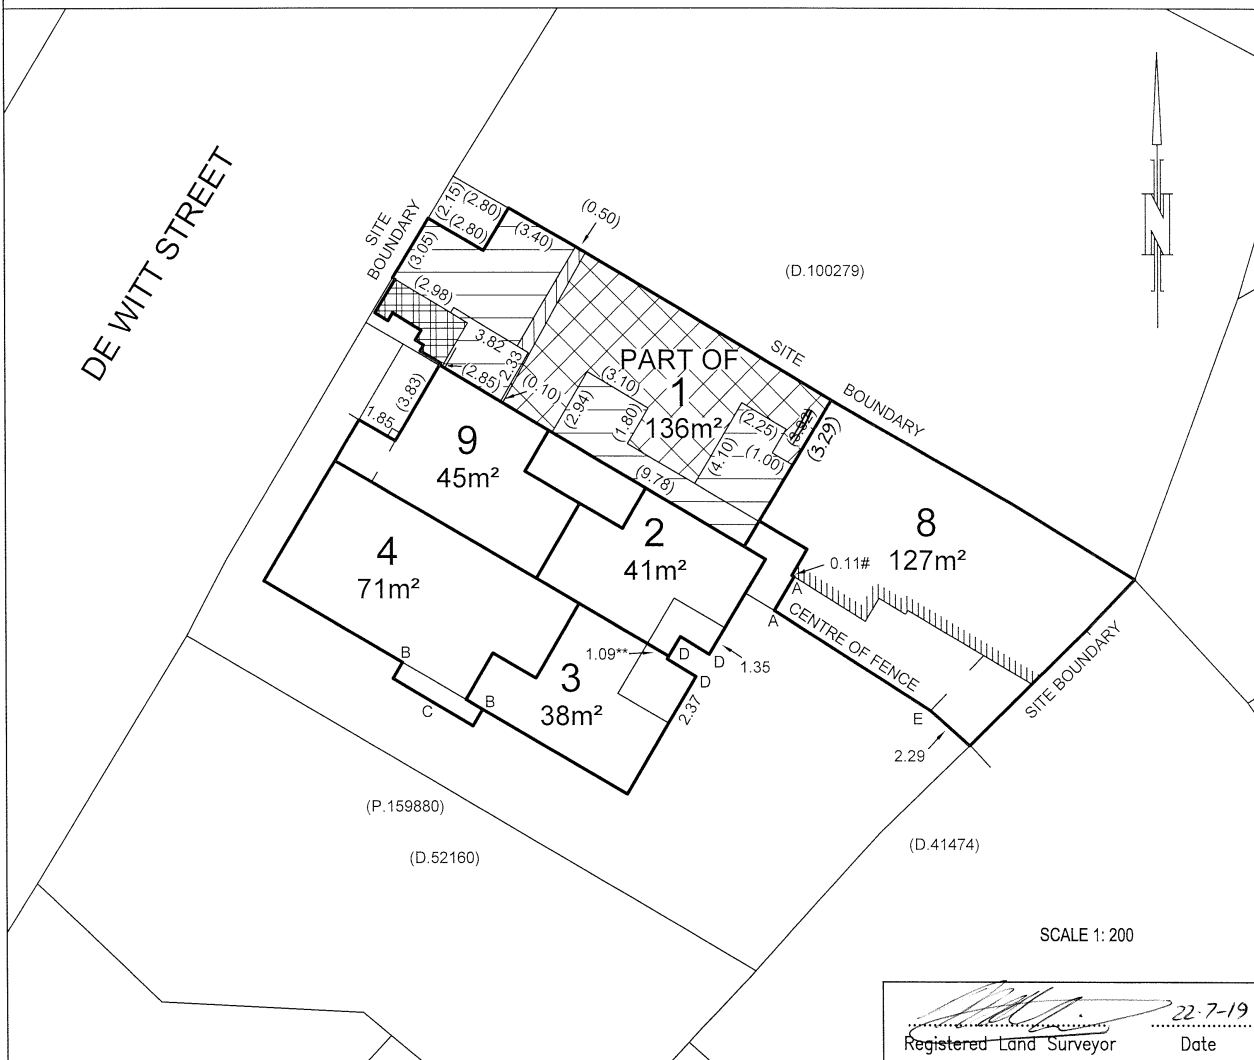 DE WITT STREET
SITE
BOUNDARY
(2.15)
(2.80)
(2.80)
(3.40)
(0.50)
(3.05)
(2.98)
3.82
2.33
(2.85)
(0.10)
(D.100279)
N
PART OF
1
136m²
SITE
BOUNDARY
(3.10)
(2.94)
(1.80)
(2.25)
(4.10)
(1.00)
(3.29)
(9.78)
(3.83)
1.85
9
45m²
2
41m²
8
127m²
0.11#
4
71m²
A
A
CENTRE OF FENCE
1.09**
D
D
D
1.35
3
38m²
2.37
B
B
C
E
2.29
SITE BOUNDARY
(P.159880)
(D.52160)
(D.41474)
SCALE 1: 200
22-7-19
Registered Land Surveyor
Date